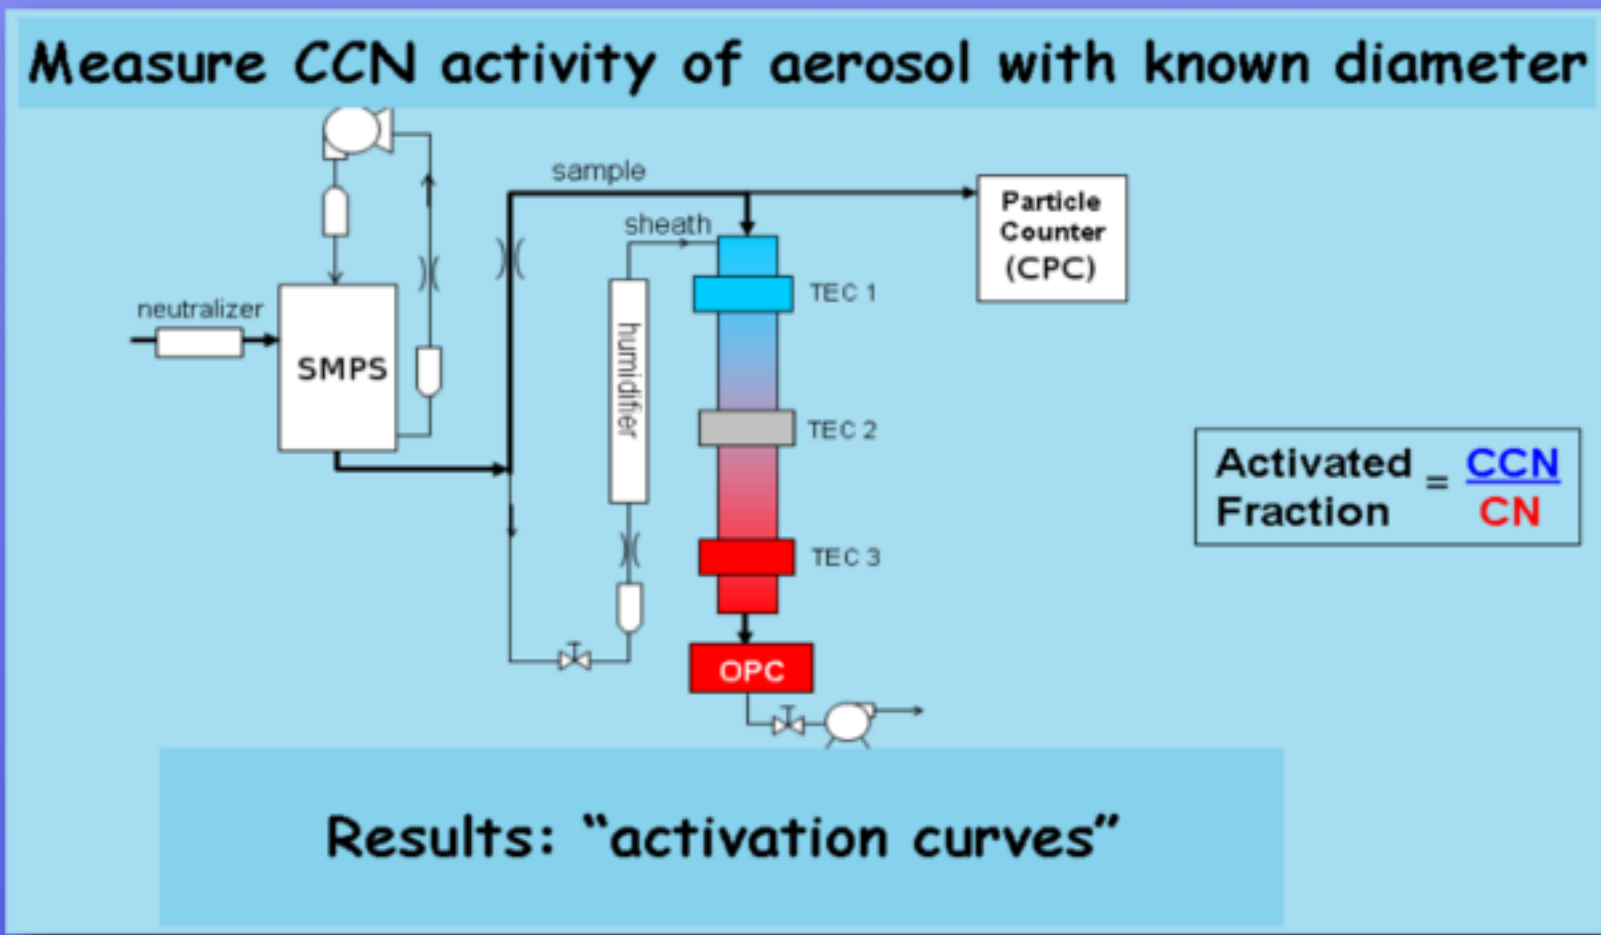 Measure CCN activity of aerosol with known diameter
sample
sheath
Particle
Counter
(CPC)
TEC 1
neutralizer
SMPS
humidifier
TEC 2
Activated = CCN
Fraction CN
TEC 3
OPC
Results: “activation curves”